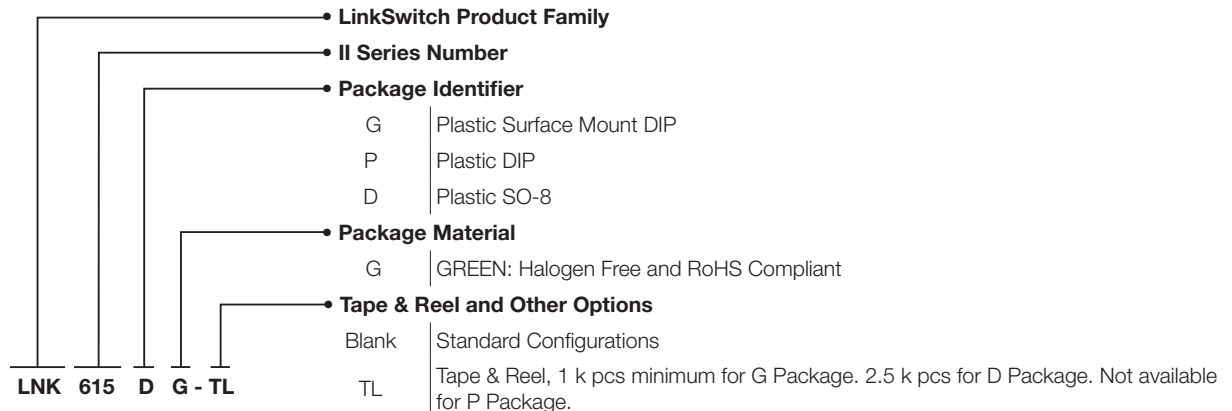 LinkSwitch Product Family
II Series Number
Package Identifier
G Plastic Surface Mount DIP
P Plastic DIP
D Plastic SO-8
Package Material
G GREEN: Halogen Free and RoHS Compliant
Tape & Reel and Other Options
Blank Standard Configurations
TL Tape & Reel, 1 k pcs minimum for G Package. 2.5 k pcs for D Package. Not available
for P Package.
LNK 615 D G - TL